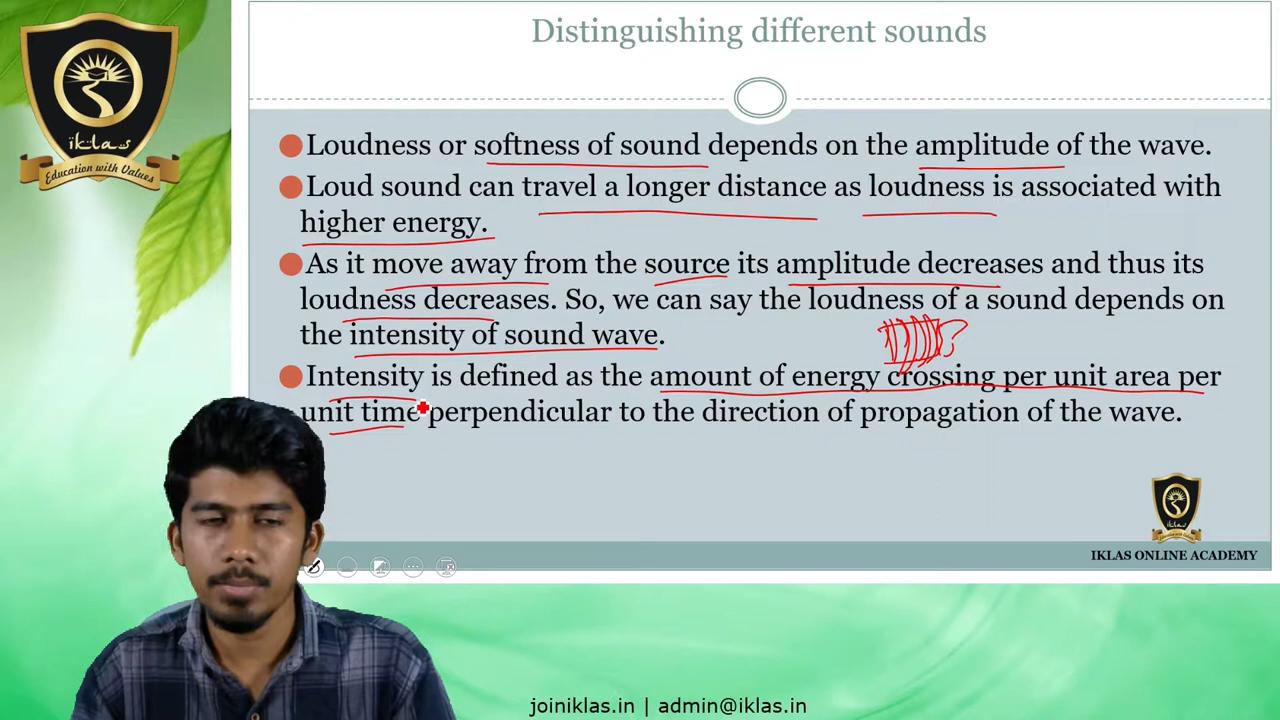 Distinguishing different sounds
iklas
Education with Values
Loudness or softness of sound depends on the amplitude of the wave.
Loud sound can travel a longer distance as loudness is associated with
higher energy.
As it move away from the source its amplitude decreases and thus its
loudness decreases. So, we can say the loudness of a sound depends on
the intensity of sound wave.
Intensity is defined as the amount of energy crossing per unit area per
unit time perpendicular to the direction of propagation of the wave.
iklas
IKLAS ONLINE ACADEMY
joiniklas.in | admin@iklas.in